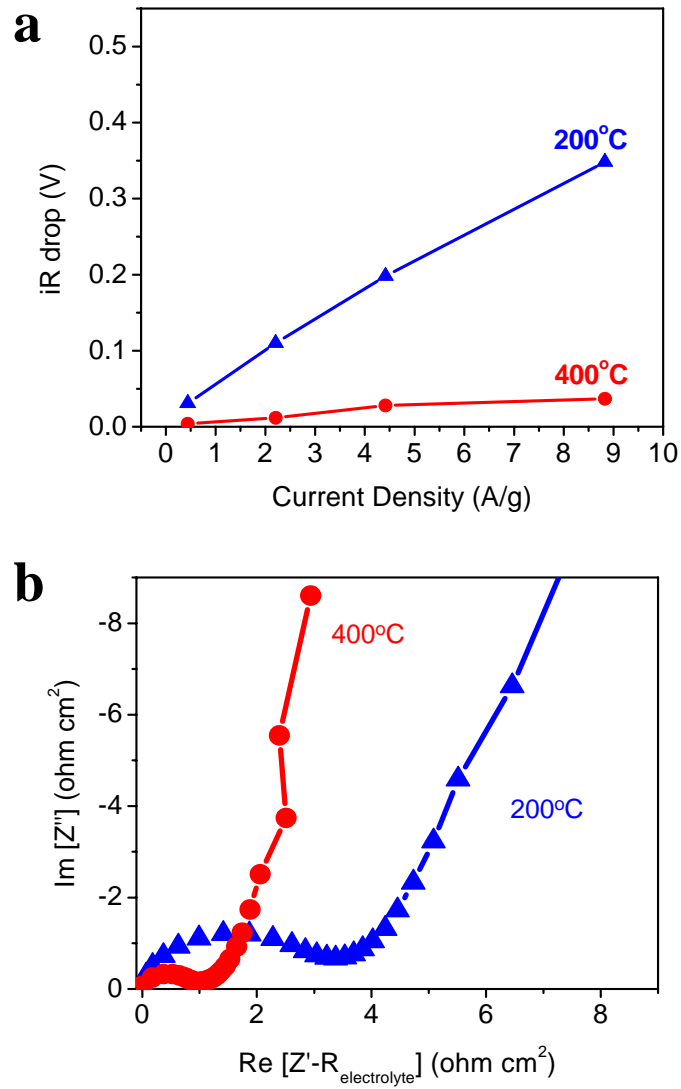 a
0.5
0.4
0.3
0.2
0.1
0.0
iR drop (V)
200°C
400°C
0 1 2 3 4 5 6 7 8 9 10
Current Density (A/g)
b
-8
-6
-4
-2
0
Im [Z''] (ohm cm²)
400ºC
200ºC
0 2 4 6 8
Re [Z'-Relectrolyte] (ohm cm²)